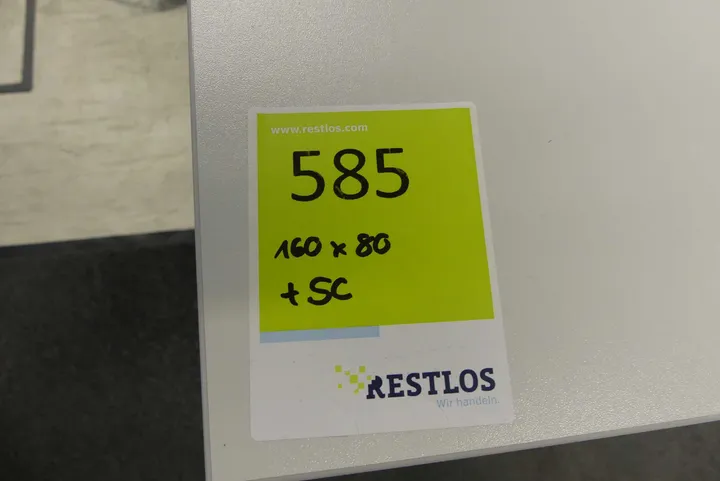 www.restlos.com
585
160 x 80
+ SC
RESTLOS
Wir handeln.